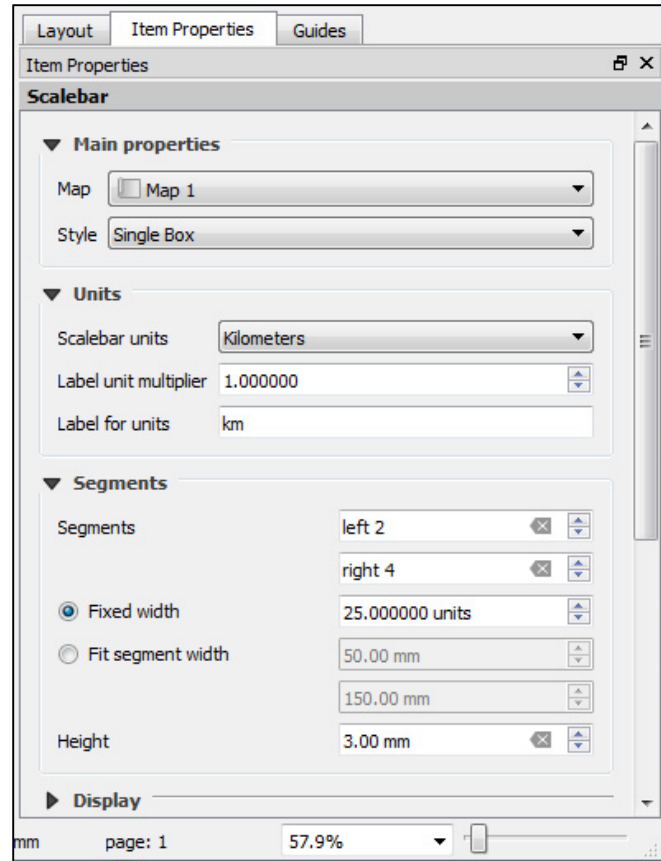 Layout Item Properties Guides
Item Properties
Scalebar
Main properties
Map Map 1
Style Single Box
Units
Scalebar units Kilometers
Label unit multiplier 1.000000
Label for units km
Segments
Segments left 2
right 4
Fixed width 25.000000 units
Fit segment width 50.00 mm
150.00 mm
Height 3.00 mm
Display
mm page: 1 57.9%